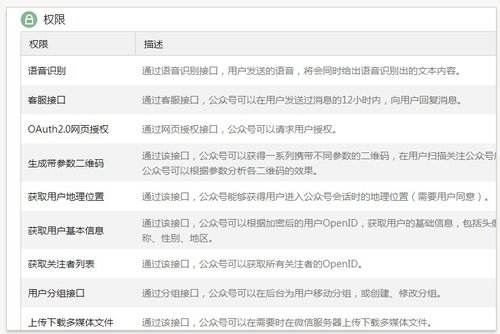 权限
权限 描述
语音识别 通过语音识别接口，用户发送的语音，将会同时给出语音识别出的文本内容。
客服接口 通过客服接口，公众号可以在用户发送过消息的12小时内，向用户回复消息。
OAuth2.0网页授权 通过网页授权接口，公众号可以请求用户授权。
生成带参数二维码 通过该接口，公众号可以获得一系列携带不同参数的二维码，在用户扫描关注公众号后
公众号可以根据参数分析各二维码的效果。
获取用户地理位置 通过该接口，公众号能够获得用户进入公众号会话时的地理位置（需要用户同意）。
获取用户基本信息 通过该接口，公众号可以根据加密后的用户OpenID，获取用户的基础信息，包括头像
称、性别、地区。
获取关注者列表 通过该接口，公众号可以获取所有关注者的OpenID。
用户分组接口 通过分组接口，公众号可以在后台为用户移动分组，或创建、修改分组。
上传下载多媒体文件 通过该接口，公众号可以在需要时在微信服务器上传下载多媒体文件。